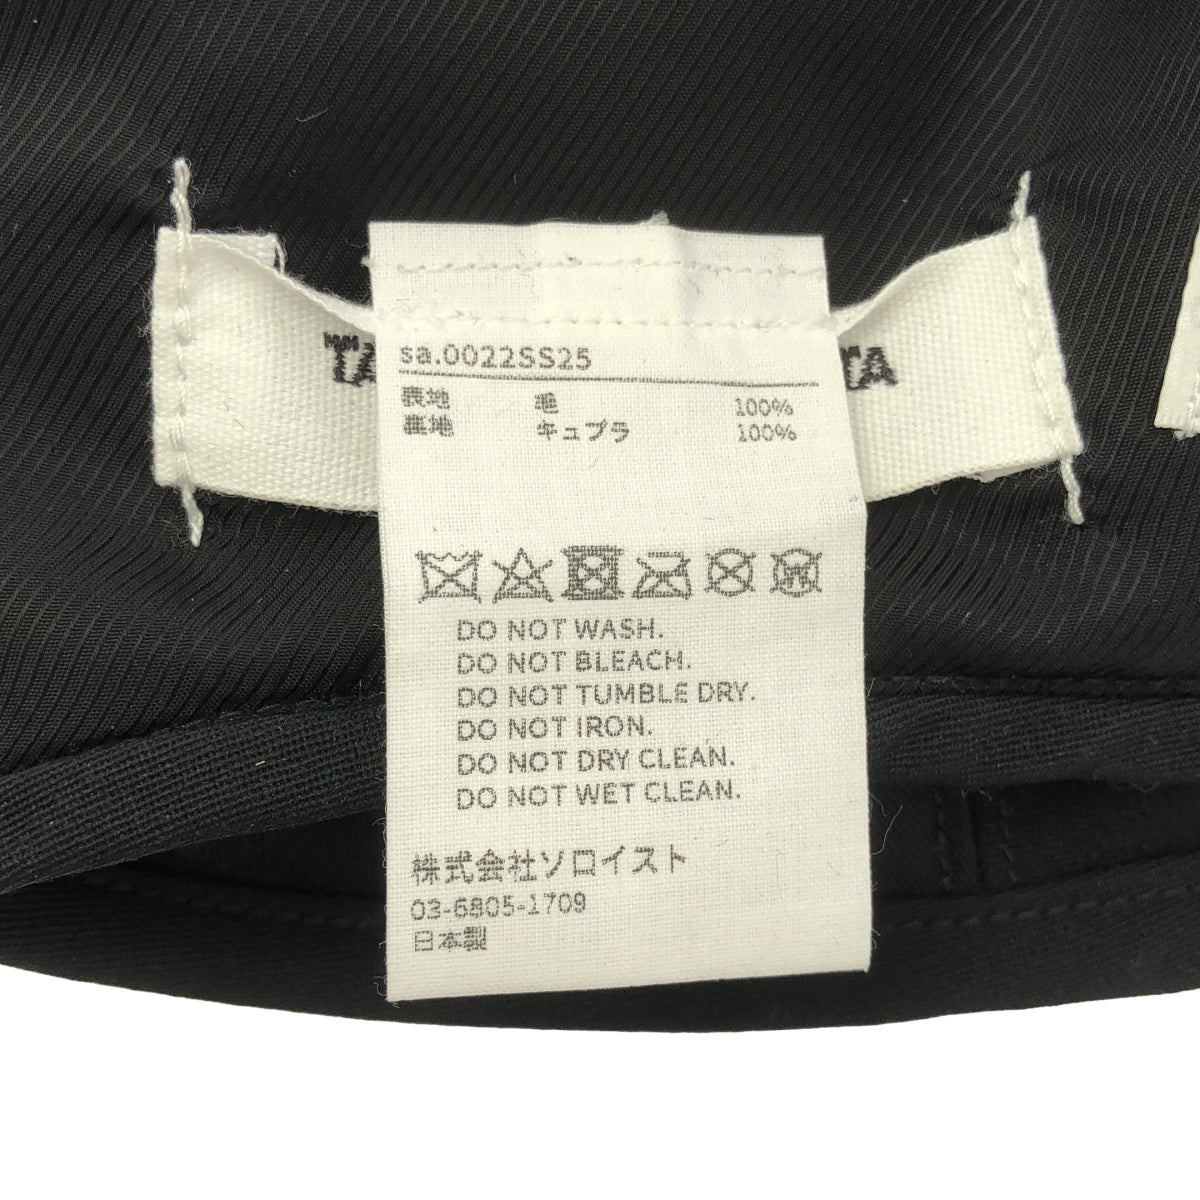 sa.0022SS25
表地 毛 100%
裏地 キュプラ 100%
DO NOT WASH.
DO NOT BLEACH.
DO NOT TUMBLE DRY.
DO NOT IRON.
DO NOT DRY CLEAN.
DO NOT WET CLEAN.
株式会社ソロイスト
03-6805-1709
日本製